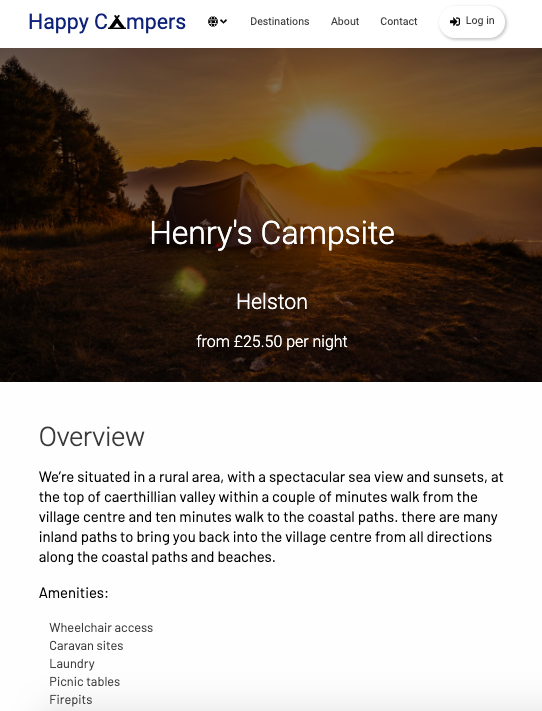 Happy Campers
Destinations
About
Contact
Log in
Henry's Campsite
Helston
from £25.50 per night
Overview
We're situated in a rural area, with a spectacular sea view and sunsets, at
the top of caerthillian valley within a couple of minutes walk from the
village centre and ten minutes walk to the coastal paths. there are many
inland paths to bring you back into the village centre from all directions
along the coastal paths and beaches.
Amenities:
Wheelchair access
Caravan sites
Laundry
Picnic tables
Firepits